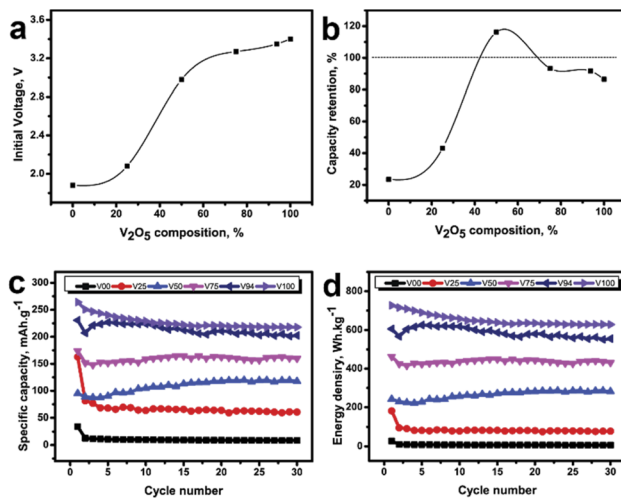 a
Initial Voltage, V
3.6
3.2
2.8
2.4
2.0
0 20 40 60 80 100
V2O5 composition, %
b
Capacity retention, %
120
100
80
60
40
20
0 20 40 60 80 100
V2O5 composition, %
c
V00 V25 V50 V75 V94 V100
Specific capacity, mAh.g-1
300
250
200
150
100
50
0
0 5 10 15 20 25 30
Cycle number
d
V00 V25 V50 V75 V94 V100
Energy densiry, Wh.kg-1
800
600
400
200
0
0 5 10 15 20 25 30
Cycle number